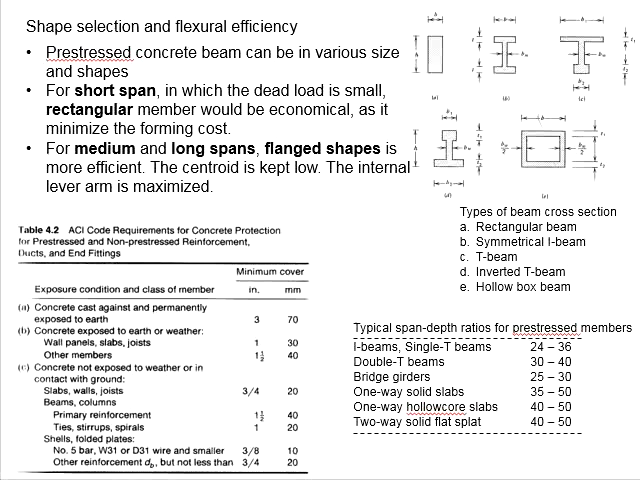 Shape selection and flexural efficiency
• Prestressed concrete beam can be in various size
and shapes
• For short span, in which the dead load is small,
rectangular member would be economical, as it
minimize the forming cost.
• For medium and long spans, flanged shapes is
more efficient. The centroid is kept low. The internal
lever arm is maximized.
(a)
(b)
(c)
(d)
(e)
Types of beam cross section
a. Rectangular beam
b. Symmetrical I-beam
c. T-beam
d. Inverted T-beam
e. Hollow box beam
Table 4.2 ACI Code Requirements for Concrete Protection
for Prestressed and Non-prestressed Reinforcement,
Ducts, and End Fittings
Minimum cover
Exposure condition and class of member in. mm
(a) Concrete cast against and permanently
exposed to earth 3 70
(b) Concrete exposed to earth or weather:
Wall panels, slabs, joists 1 30
Other members 1½ 40
(c) Concrete not exposed to weather or in
contact with ground:
Slabs, walls, joists 3/4 20
Beams, columns
Primary reinforcement 1½ 40
Ties, stirrups, spirals 1 20
Shells, folded plates:
No. 5 bar, W31 or D31 wire and smaller 3/8 10
Other reinforcement d_b, but not less than 3/4 20
Typical span-depth ratios for prestressed members
I-beams, Single-T beams 24 – 36
Double-T beams 30 – 40
Bridge girders 25 – 30
One-way solid slabs 35 – 50
One-way hollowcore slabs 40 – 50
Two-way solid flat splat 40 – 50